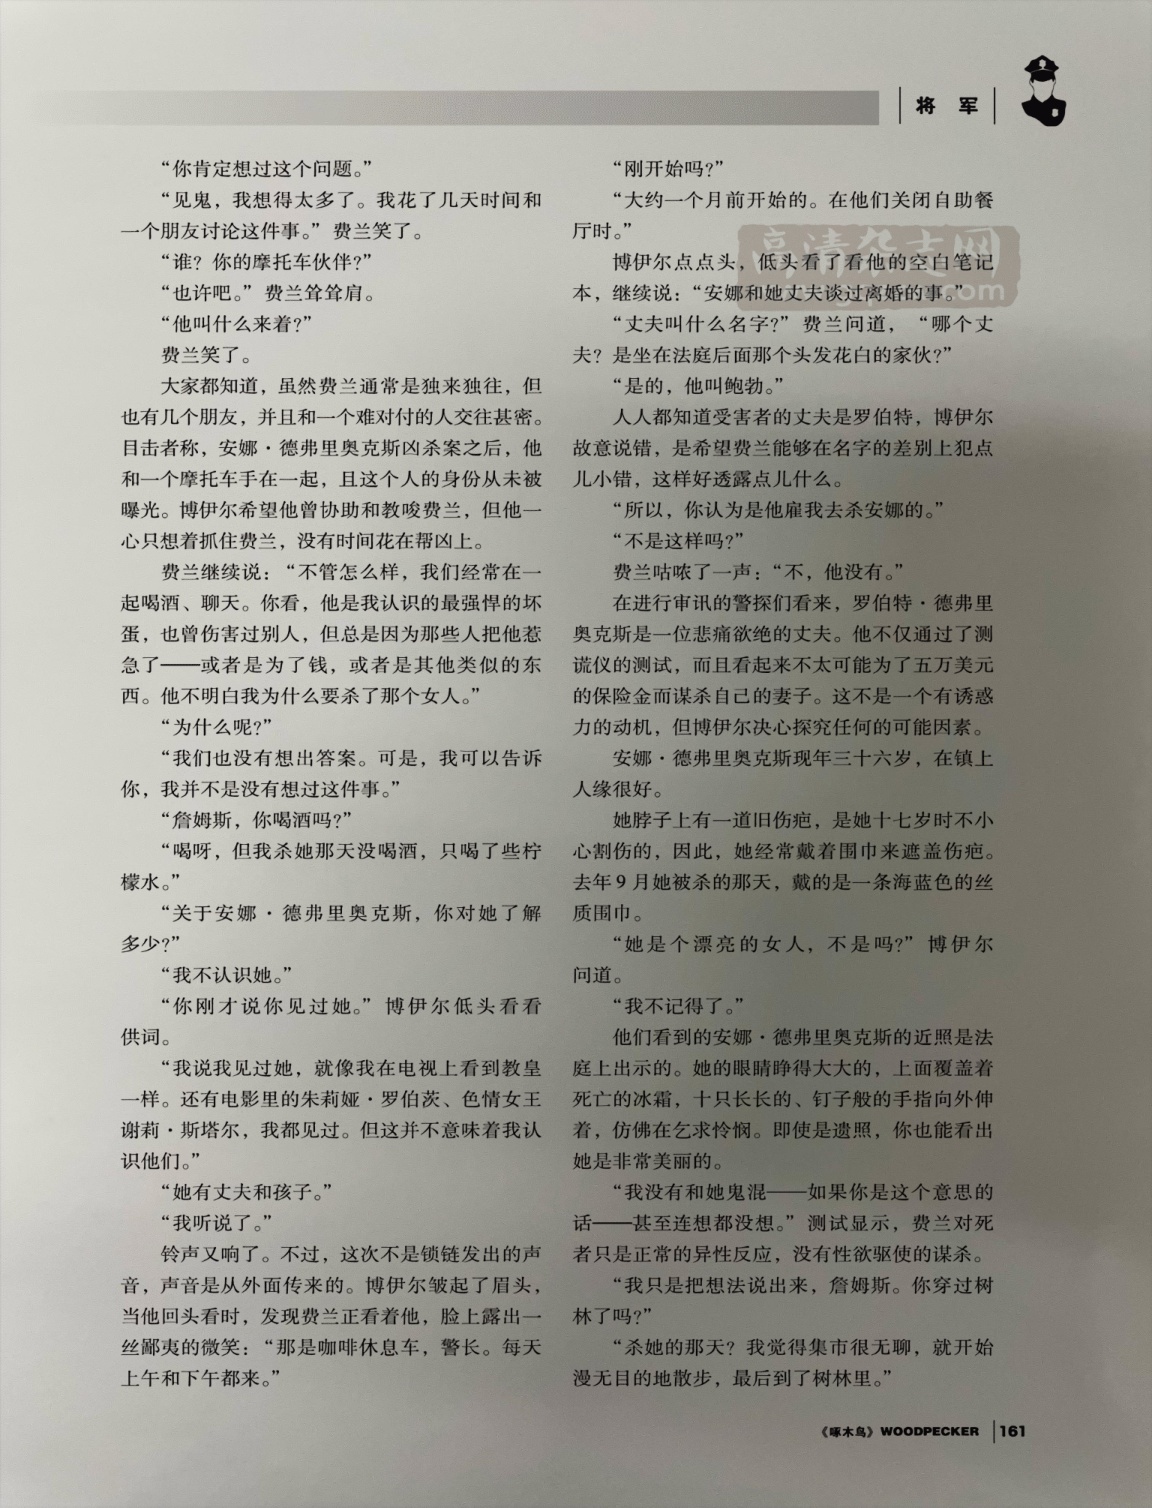 将 军
“你肯定想过这个问题。”
“见鬼，我想得太多了。我花了几天时间和
一个朋友讨论这件事。”费兰笑了。
“谁？你的摩托车伙伴？”
“也许吧。”费兰耸耸肩。
“他叫什么来着？”
费兰笑了。
大家都知道，虽然费兰通常是独来独往，但
也有几个朋友，并且和一个难对付的人交往甚密。
目击者称，安娜·德弗里奥克斯凶杀案之后，他
和一个摩托车手在一起，且这个人的身份从未被
曝光。博伊尔希望他曾协助和教唆费兰，但他一
心只想着抓住费兰，没有时间花在帮凶上。
费兰继续说：“不管怎么样，我们经常在一
起喝酒、聊天。你看，他是我认识的最强悍的坏
蛋，也曾伤害过别人，但总是因为那些人把他惹
急了——或者是为了钱，或者是其他类似的东
西。他不明白我为什么要杀了那个女人。”
“为什么呢？”
“我们也没有想出答案。可是，我可以告诉
你，我并不是没有想过这件事。”
“詹姆斯，你喝酒吗？”
“喝呀，但我杀她那天没喝酒，只喝了些柠
檬水。”
“关于安娜·德弗里奥克斯，你对她了解
多少？”
“我不认识她。”
“你刚才说你见过她。”博伊尔低头看看
供词。
“我说我见过她，就像我在电视上看到教皇
一样。还有电影里的朱莉娅·罗伯茨、色情女王
谢莉·斯塔尔，我都见过。但这并不意味着我认
识他们。”
“她有丈夫和孩子。”
“我听说了。”
铃声又响了。不过，这次不是锁链发出的声
音，声音是从外面传来的。博伊尔皱起了眉头，
当他回头看时，发现费兰正看着他，脸上露出一
丝鄙夷的微笑：“那是咖啡休息车，警长。每天
上午和下午都来。”
“刚开始吗？”
“大约一个月前开始的。在他们关闭自助餐
厅时。”
博伊尔点点头，低头看了看他的空白笔记
本，继续说：“安娜和她丈夫谈过离婚的事。”
“丈夫叫什么名字？”费兰问道，“哪个丈
夫？是坐在法庭后面那个头发花白的家伙？”
“是的，他叫鲍勃。”
人人都知道受害者的丈夫是罗伯特，博伊尔
故意说错，是希望费兰能够在名字的差别上犯点
儿小错，这样好透露点儿什么。
“所以，你认为是他雇我去杀安娜的。”
“不是这样吗？”
费兰咕哝了一声：“不，他没有。”
在进行审讯的警探们看来，罗伯特·德弗里
奥克斯是一位悲痛欲绝的丈夫。他不仅通过了测
谎仪的测试，而且看起来不太可能为了五万美元
的保险金而谋杀自己的妻子。这不是一个有诱惑
力的动机，但博伊尔决心探究任何的可能因素。
安娜·德弗里奥克斯现年三十六岁，在镇上
人缘很好。
她脖子上有一道旧伤疤，是她十七岁时不小
心割伤的，因此，她经常戴着围巾来遮盖伤疤。
去年9月她被杀的那天，戴的是一条海蓝色的丝
质围巾。
“她是个漂亮的女人，不是吗？”博伊尔
问道。
“我不记得了。”
他们看到的安娜·德弗里奥克斯的近照是法
庭上出示的。她的眼睛睁得大大的，上面覆盖着
死亡的冰霜，十只长长的、钉子般的手指向外伸
着，仿佛在乞求怜悯。即使是遗照，你也能看出
她是非常美丽的。
“我没有和她鬼混——如果你是这个意思的
话——甚至连想都没想。”测试显示，费兰对死
者只是正常的异性反应，没有性欲驱使的谋杀。
“我只是把想法说出来，詹姆斯。你穿过树
林了吗？”
“杀她的那天？我觉得集市很无聊，就开始
漫无目的地散步，最后到了树林里。”
高清杂志网
《啄木鸟》WOODPECKER 161